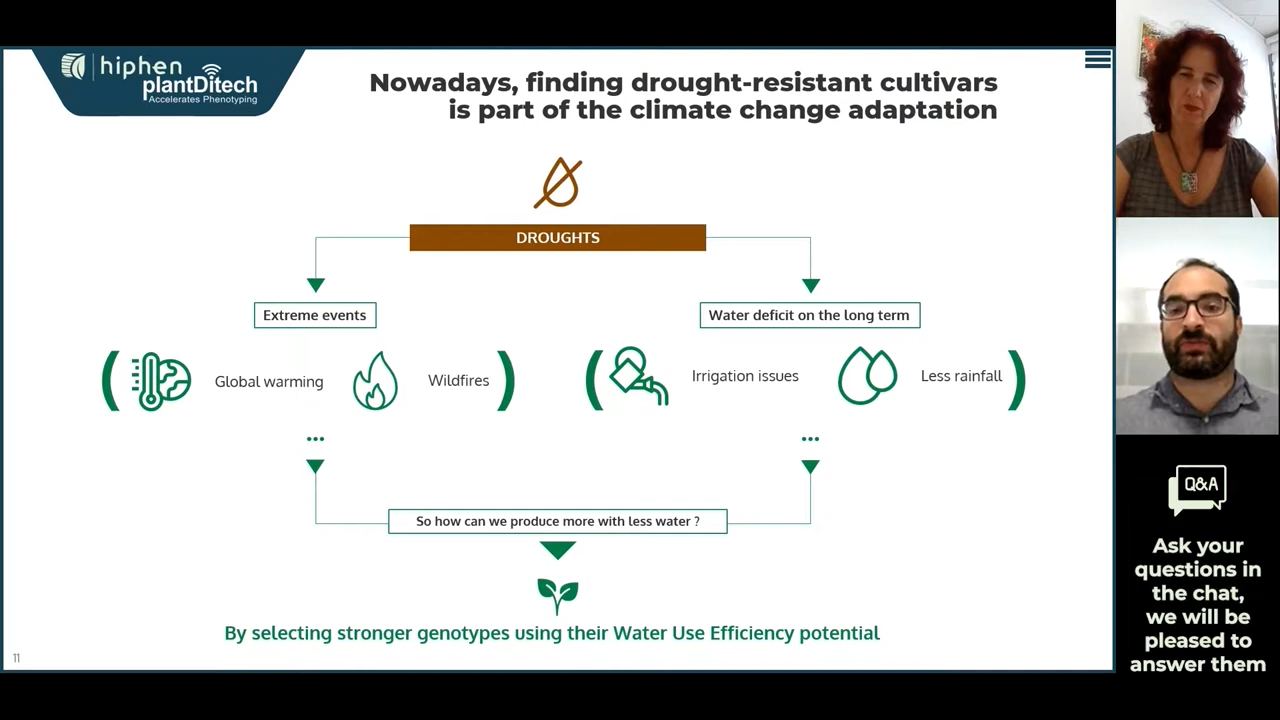 hiphen
plantDitech
Accelerates Phenotyping
Nowadays, finding drought-resistant cultivars
is part of the climate change adaptation
DROUGHTS
Extreme events
Water deficit on the long term
Global warming
Wildfires
Irrigation issues
Less rainfall
...
...
So how can we produce more with less water ?
By selecting stronger genotypes using their Water Use Efficiency potential
11
Q&A
Ask your
questions in
the chat,
we will be
pleased to
answer them